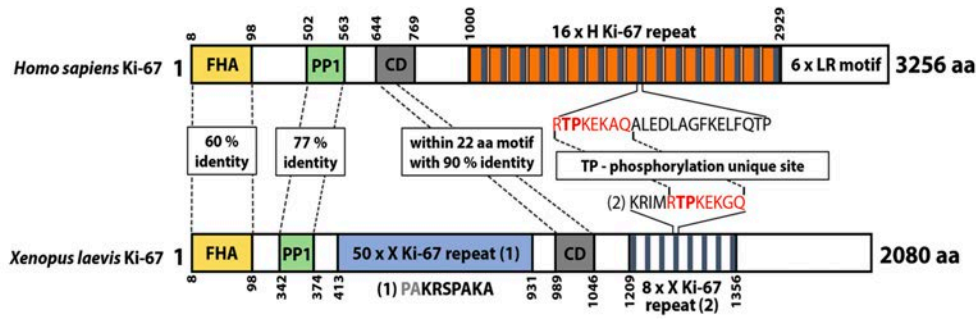 8 98 502 563 644 769 1000 16 x H Ki-67 repeat 2929
Homo sapiens Ki-67 1 FHA PP1 CD 6 x LR motif 3256 aa
RTPKEKAQALEDLAGFKELFQTP
60 % identity
77 % identity
within 22 aa motif
with 90 % identity
TP - phosphorylation unique site
(2) KRIMRTPKEKGQ
Xenopus laevis Ki-67 1 FHA PP1 50 x X Ki-67 repeat (1) CD 2080 aa
8 98 342 374 413 (1) PAKRSPAKA 931 989 1046 1209 8 x X Ki-67 1356
repeat (2)